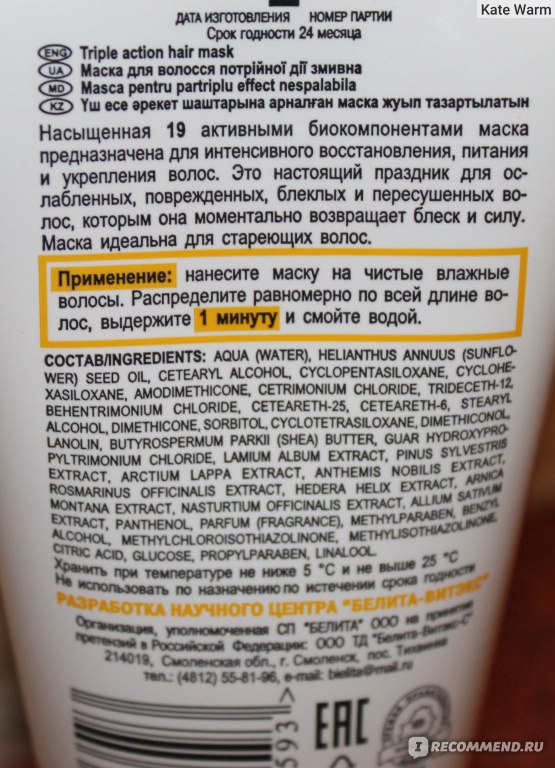 Kate Warm
ДАТА ИЗГОТОВЛЕНИЯ НОМЕР ПАРТИИ
Срок годности 24 месяца
ENG Triple action hair mask
UA Маска для волосся потрійної дії змивна
MD Masca pentru partriplu effect nespalabila
KZ Үш есе әрекет шаштарына арналған маска жуып тазартылатын
Насыщенная 19 активными биокомпонентами маска
предназначена для интенсивного восстановления, питания
и укрепления волос. Это настоящий праздник для ос-
лабленных, поврежденных, блеклых и пересушенных во-
лос, которым она моментально возвращает блеск и силу.
Маска идеальна для стареющих волос.
Применение: нанесите маску на чистые влажные
волосы. Распределите равномерно по всей длине во-
лос, выдержите 1 минуту и смойте водой.
СОСТАВ/INGREDIENTS: AQUA (WATER), HELIANTHUS ANNUUS (SUNFLO-
WER) SEED OIL, CETEARYL ALCOHOL, CYCLOPENTASILOXANE, CYCLOHE-
XASILOXANE, AMODIMETHICONE, CETRIMONIUM CHLORIDE, TRIDECETH-12,
BEHENTRIMONIUM CHLORIDE, CETEARETH-25, CETEARETH-6, STEARYL
ALCOHOL, DIMETHICONE, SORBITOL, CYCLOTETRASILOXANE, DIMETHICONOL,
LANOLIN, BUTYROSPERMUM PARKII (SHEA) BUTTER, GUAR HYDROXYPRO-
PYLTRIMONIUM CHLORIDE, LAMIUM ALBUM EXTRACT, PINUS SYLVESTRIS
EXTRACT, ARCTIUM LAPPA EXTRACT, ANTHEMIS NOBILIS EXTRACT,
ROSMARINUS OFFICINALIS EXTRACT, HEDERA HELIX EXTRACT, ARNICA
MONTANA EXTRACT, NASTURTIUM OFFICINALIS EXTRACT, ALLIUM SATIVUM
EXTRACT, PANTHENOL, PARFUM (FRAGRANCE), METHYLPARABEN, BENZYL
ALCOHOL, METHYLCHLOROISOTHIAZOLINONE, METHYLISOTHIAZOLINONE,
CITRIC ACID, GLUCOSE, PROPYLPARABEN, LINALOOL.
Хранить при температуре не ниже 5 °C и не выше 25 °C
Не использовать по назначению по истечении срока годности
РАЗРАБОТКА НАУЧНОГО ЦЕНТРА "БЕЛИТА-ВИТЭКС"
Организация, уполномоченная СП "БЕЛИТА" на принятие
претензий в Российской Федерации: ООО ТД "Белита-Витэкс-С"
214019, Смоленская обл., г. Смоленск, пос. Тихвинка
тел.: (4812) 55-81-96, e-mail: bielita@mail.ru
593 >
EAC
IRECOMMEND.RU